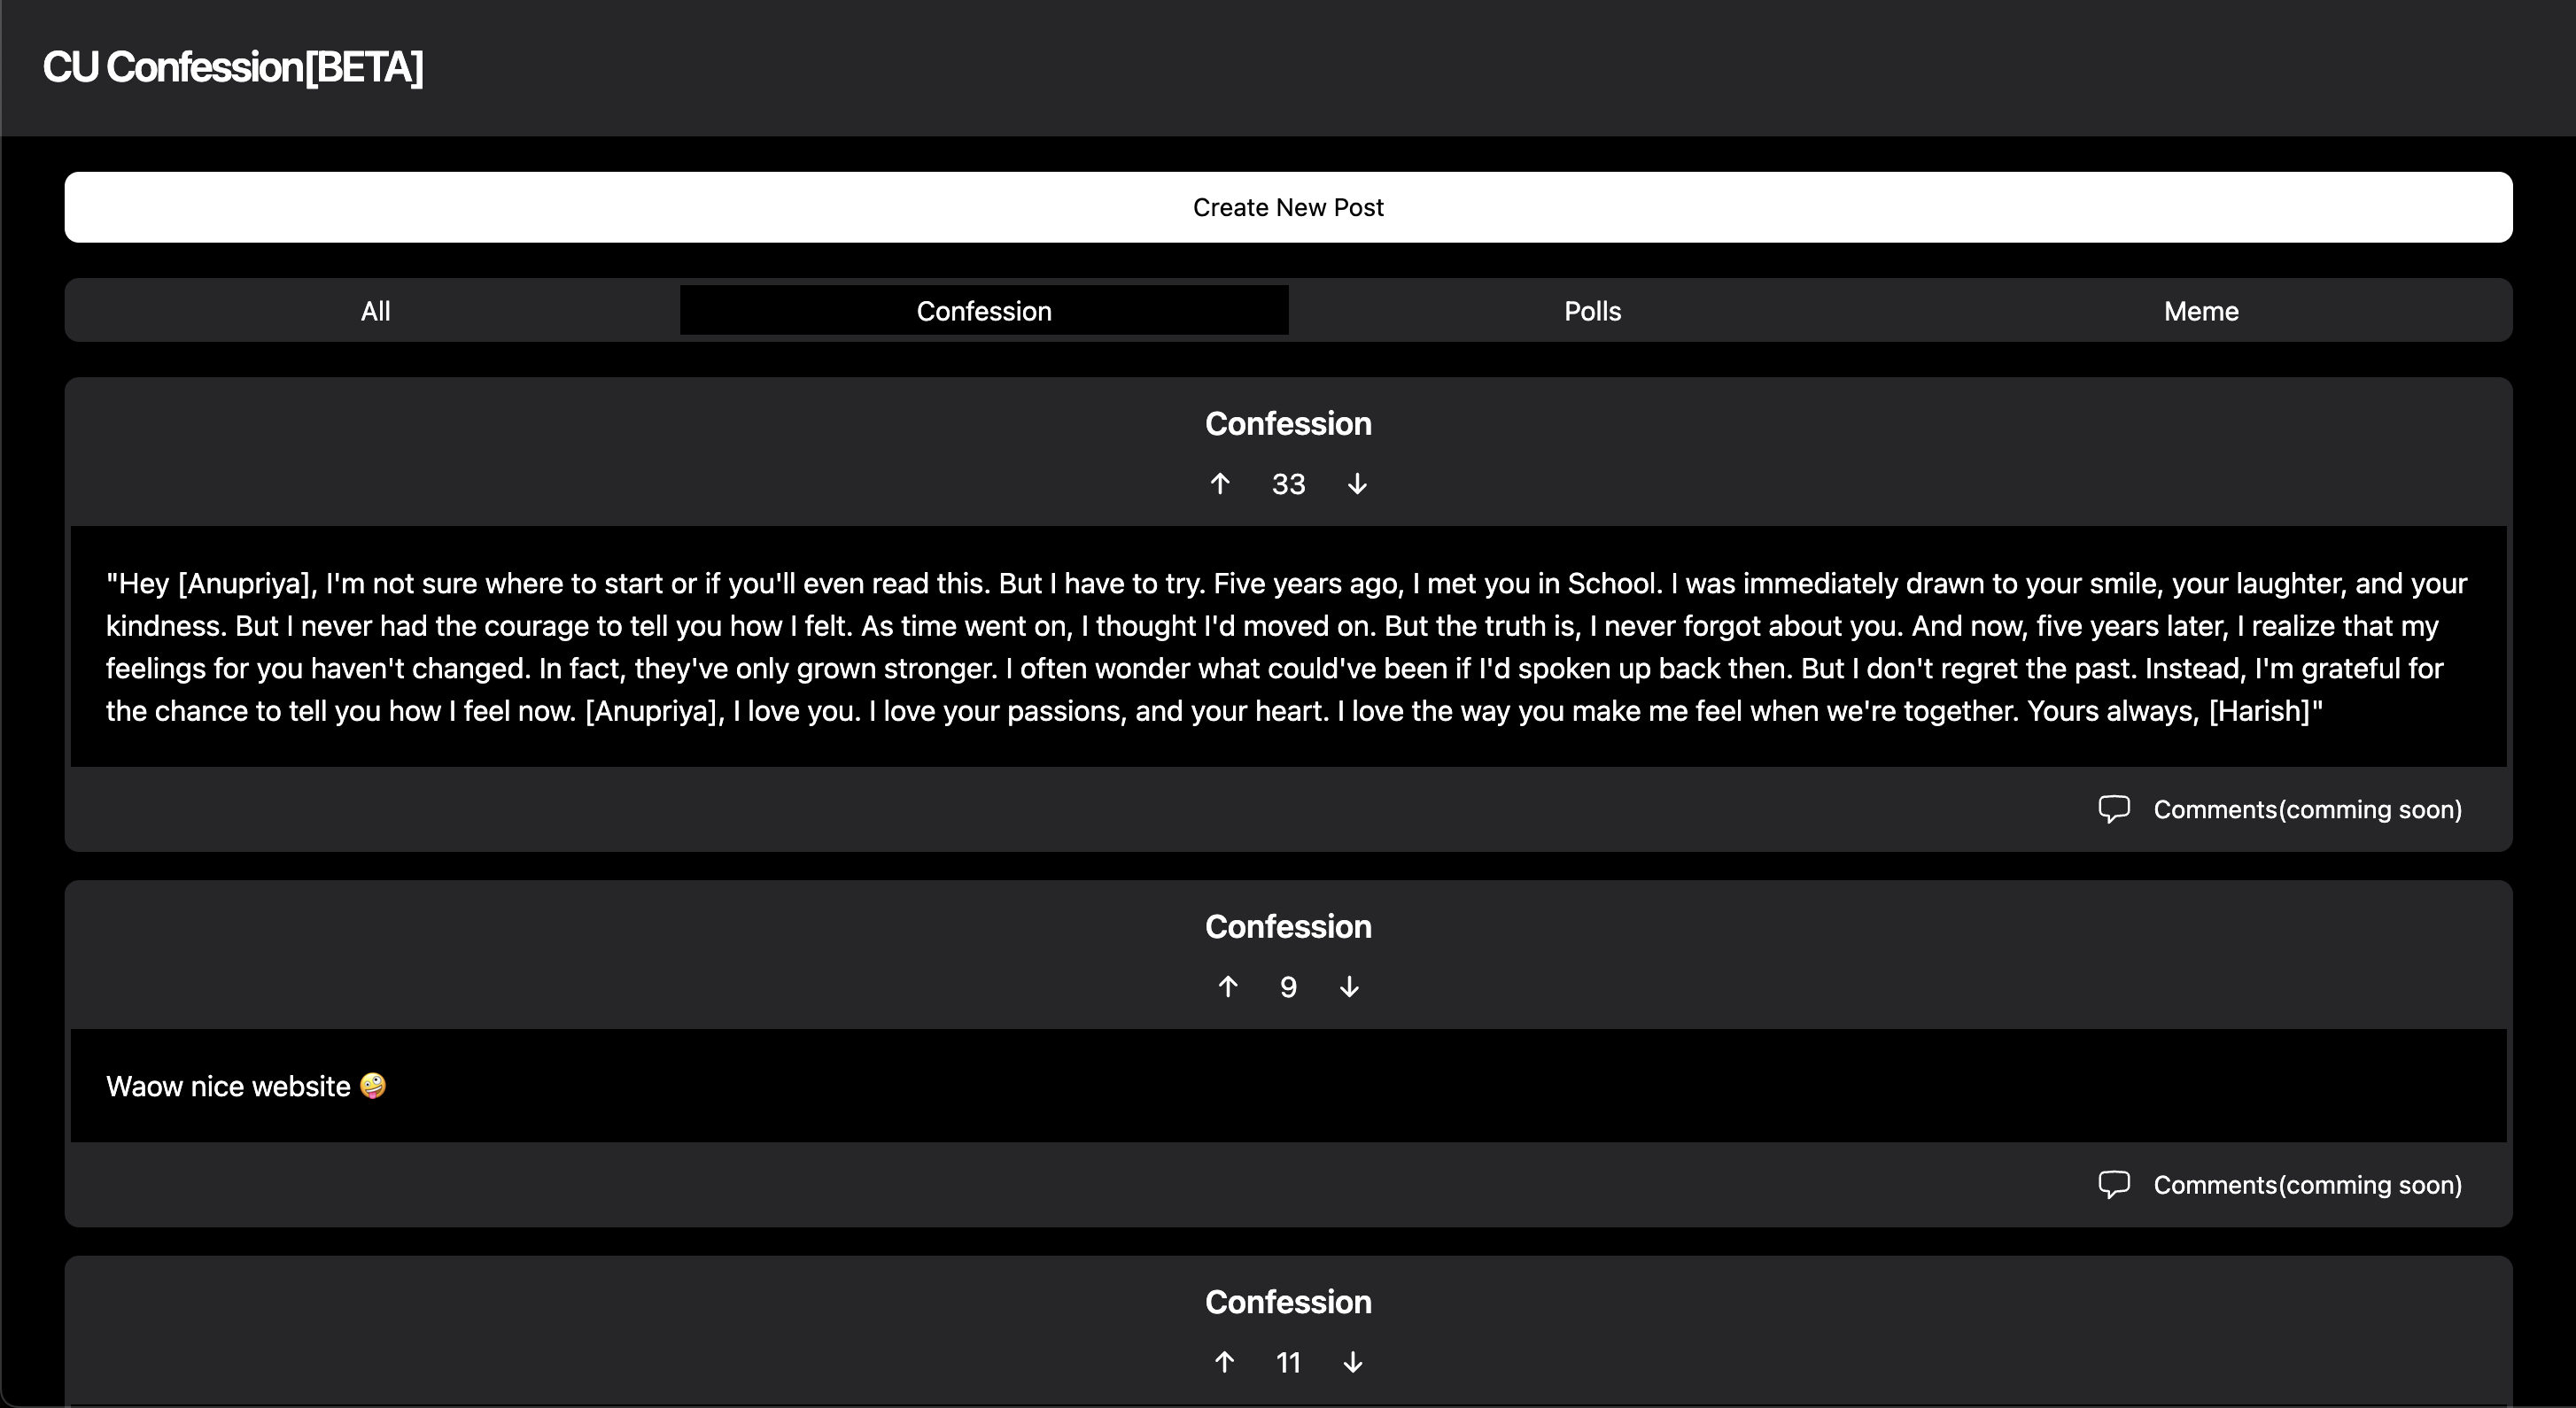 CU Confession[BETA]
Create New Post
All
Confession
Polls
Meme
Confession
33
"Hey [Anupriya], I'm not sure where to start or if you'll even read this. But I have to try. Five years ago, I met you in School. I was immediately drawn to your smile, your laughter, and your
kindness. But I never had the courage to tell you how I felt. As time went on, I thought I'd moved on. But the truth is, I never forgot about you. And now, five years later, I realize that my
feelings for you haven't changed. In fact, they've only grown stronger. I often wonder what could've been if I'd spoken up back then. But I don't regret the past. Instead, I'm grateful for
the chance to tell you how I feel now. [Anupriya], I love you. I love your passions, and your heart. I love the way you make me feel when we're together. Yours always, [Harish]"
Comments(comming soon)
Confession
9
Waow nice website 🤪
Comments(comming soon)
Confession
11